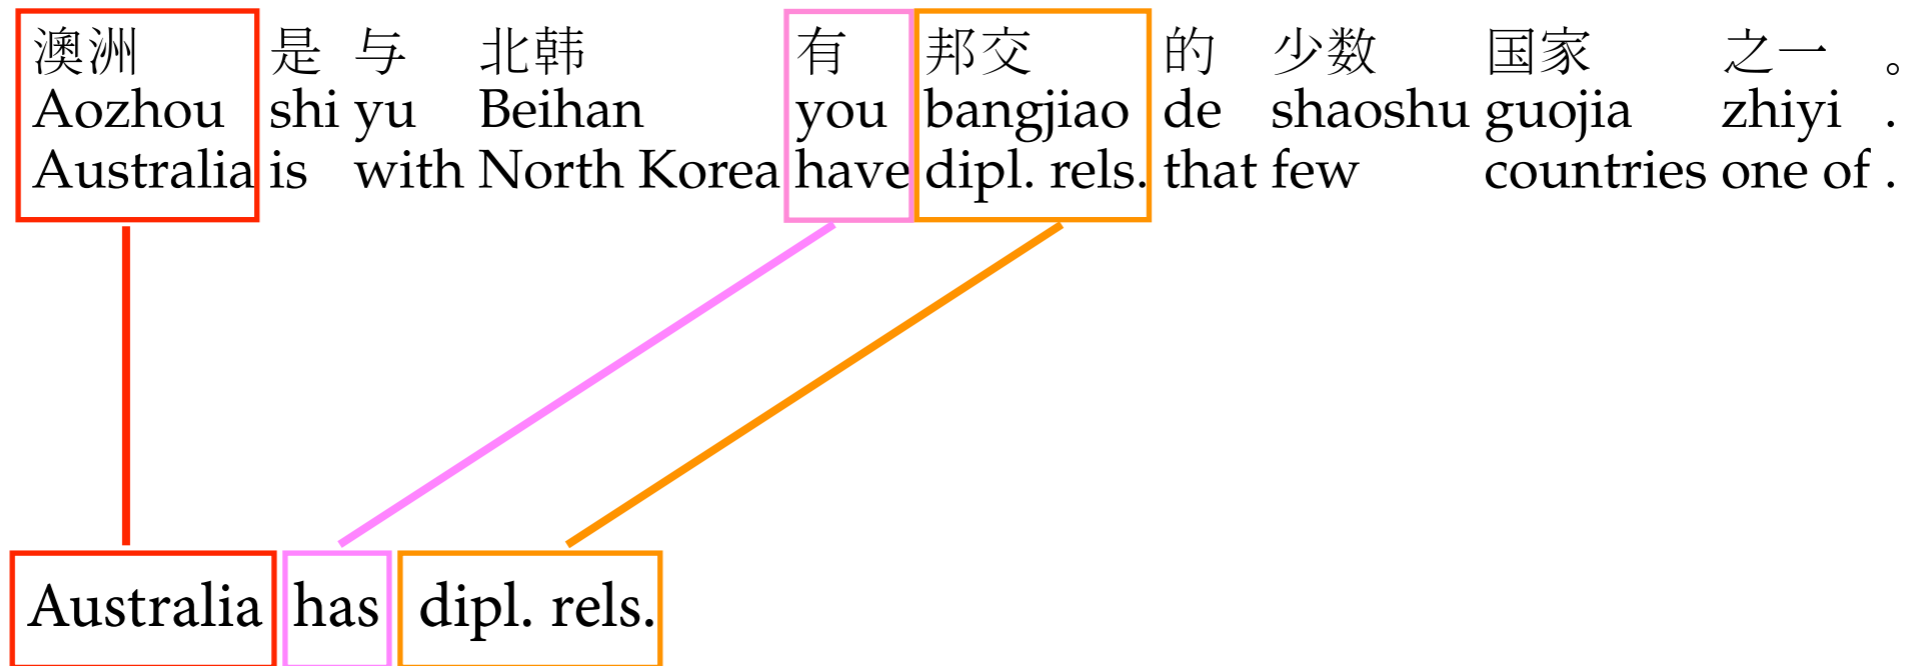 澳洲 是 与 北韩 有 邦交 的 少数 国家 之一 。
Aozhou shi yu Beihan you bangjiao de shaoshu guojia zhiyi .
Australia is with North Korea have dipl. rels. that few countries one of .
Australia has dipl. rels.